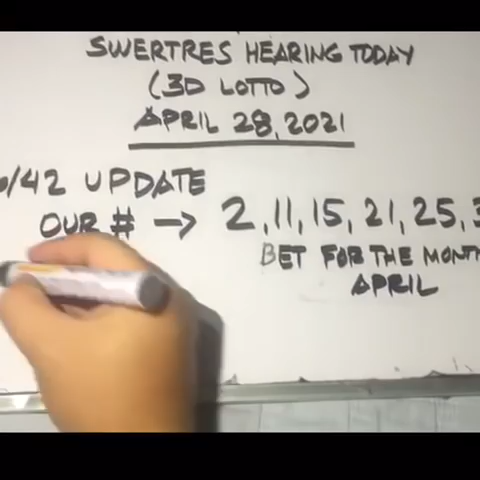 SWERTRES HEARING TODAY
(3D LOTTO)
APRIL 28, 2021
/42 UPDATE
OUR # → 2, 11, 15, 21, 25,
BET FOR THE MONTH
APRIL